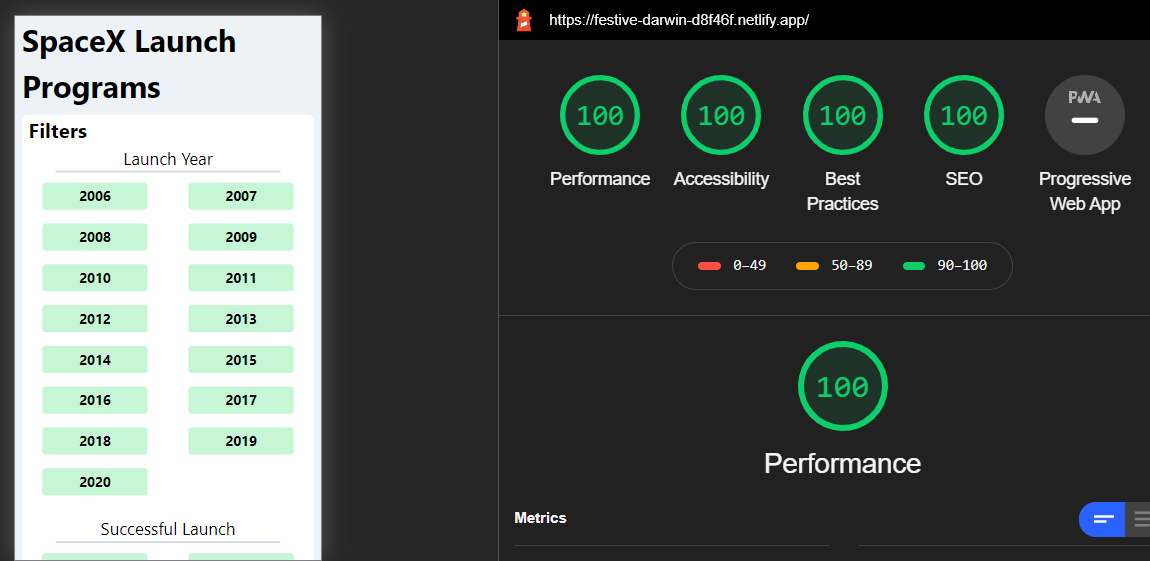 SpaceX Launch
Programs
Filters
Launch Year
2006 2007
2008 2009
2010 2011
2012 2013
2014 2015
2016 2017
2018 2019
2020
Successful Launch
https://festive-darwin-d8f46f.netlify.app/
100 100 100 100 PWA
Performance Accessibility Best Practices SEO Progressive Web App
0–49 50–89 90–100
100
Performance
Metrics